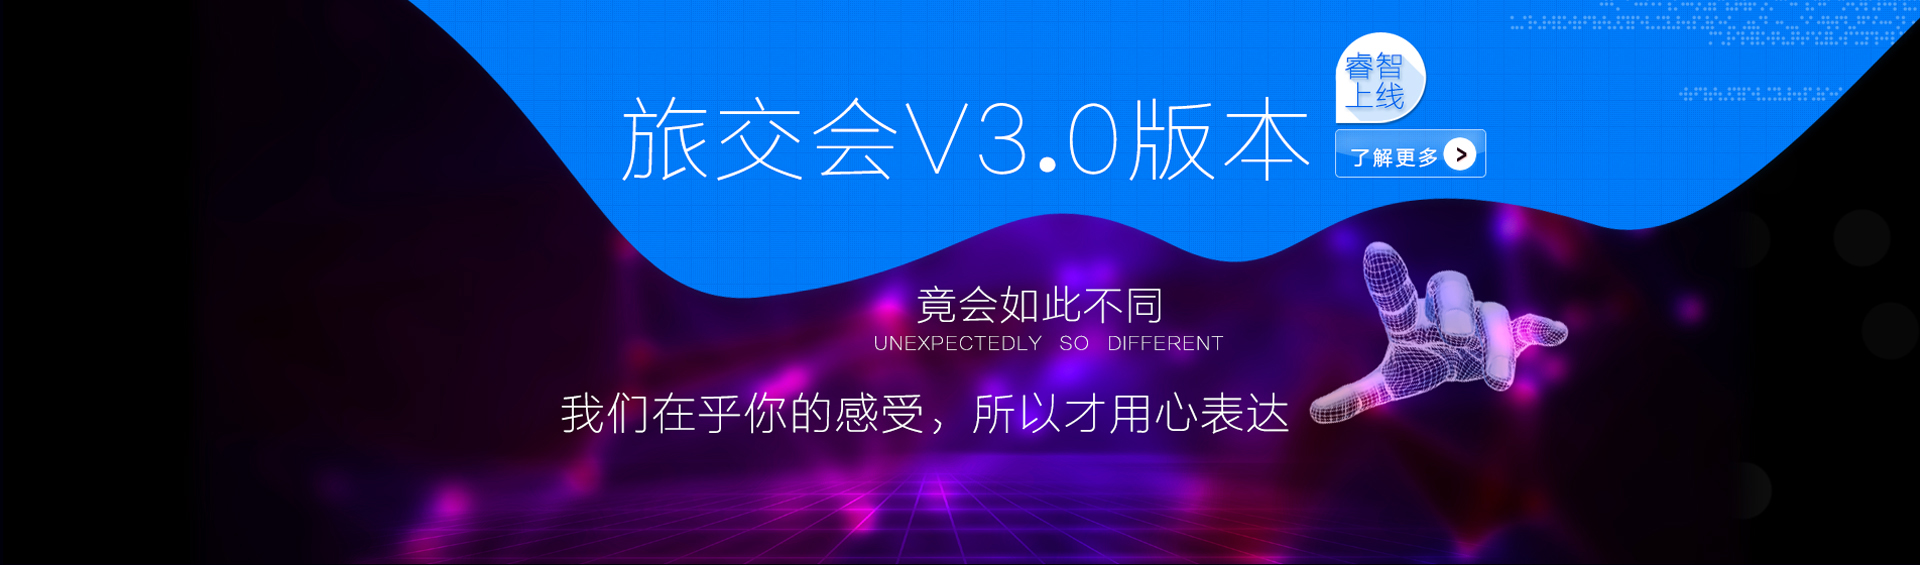 旅交会V3.0版本
睿智
上线
了解更多
竟会如此不同
UNEXPECTEDLY SO DIFFERENT
我们在乎你的感受，所以才用心表达